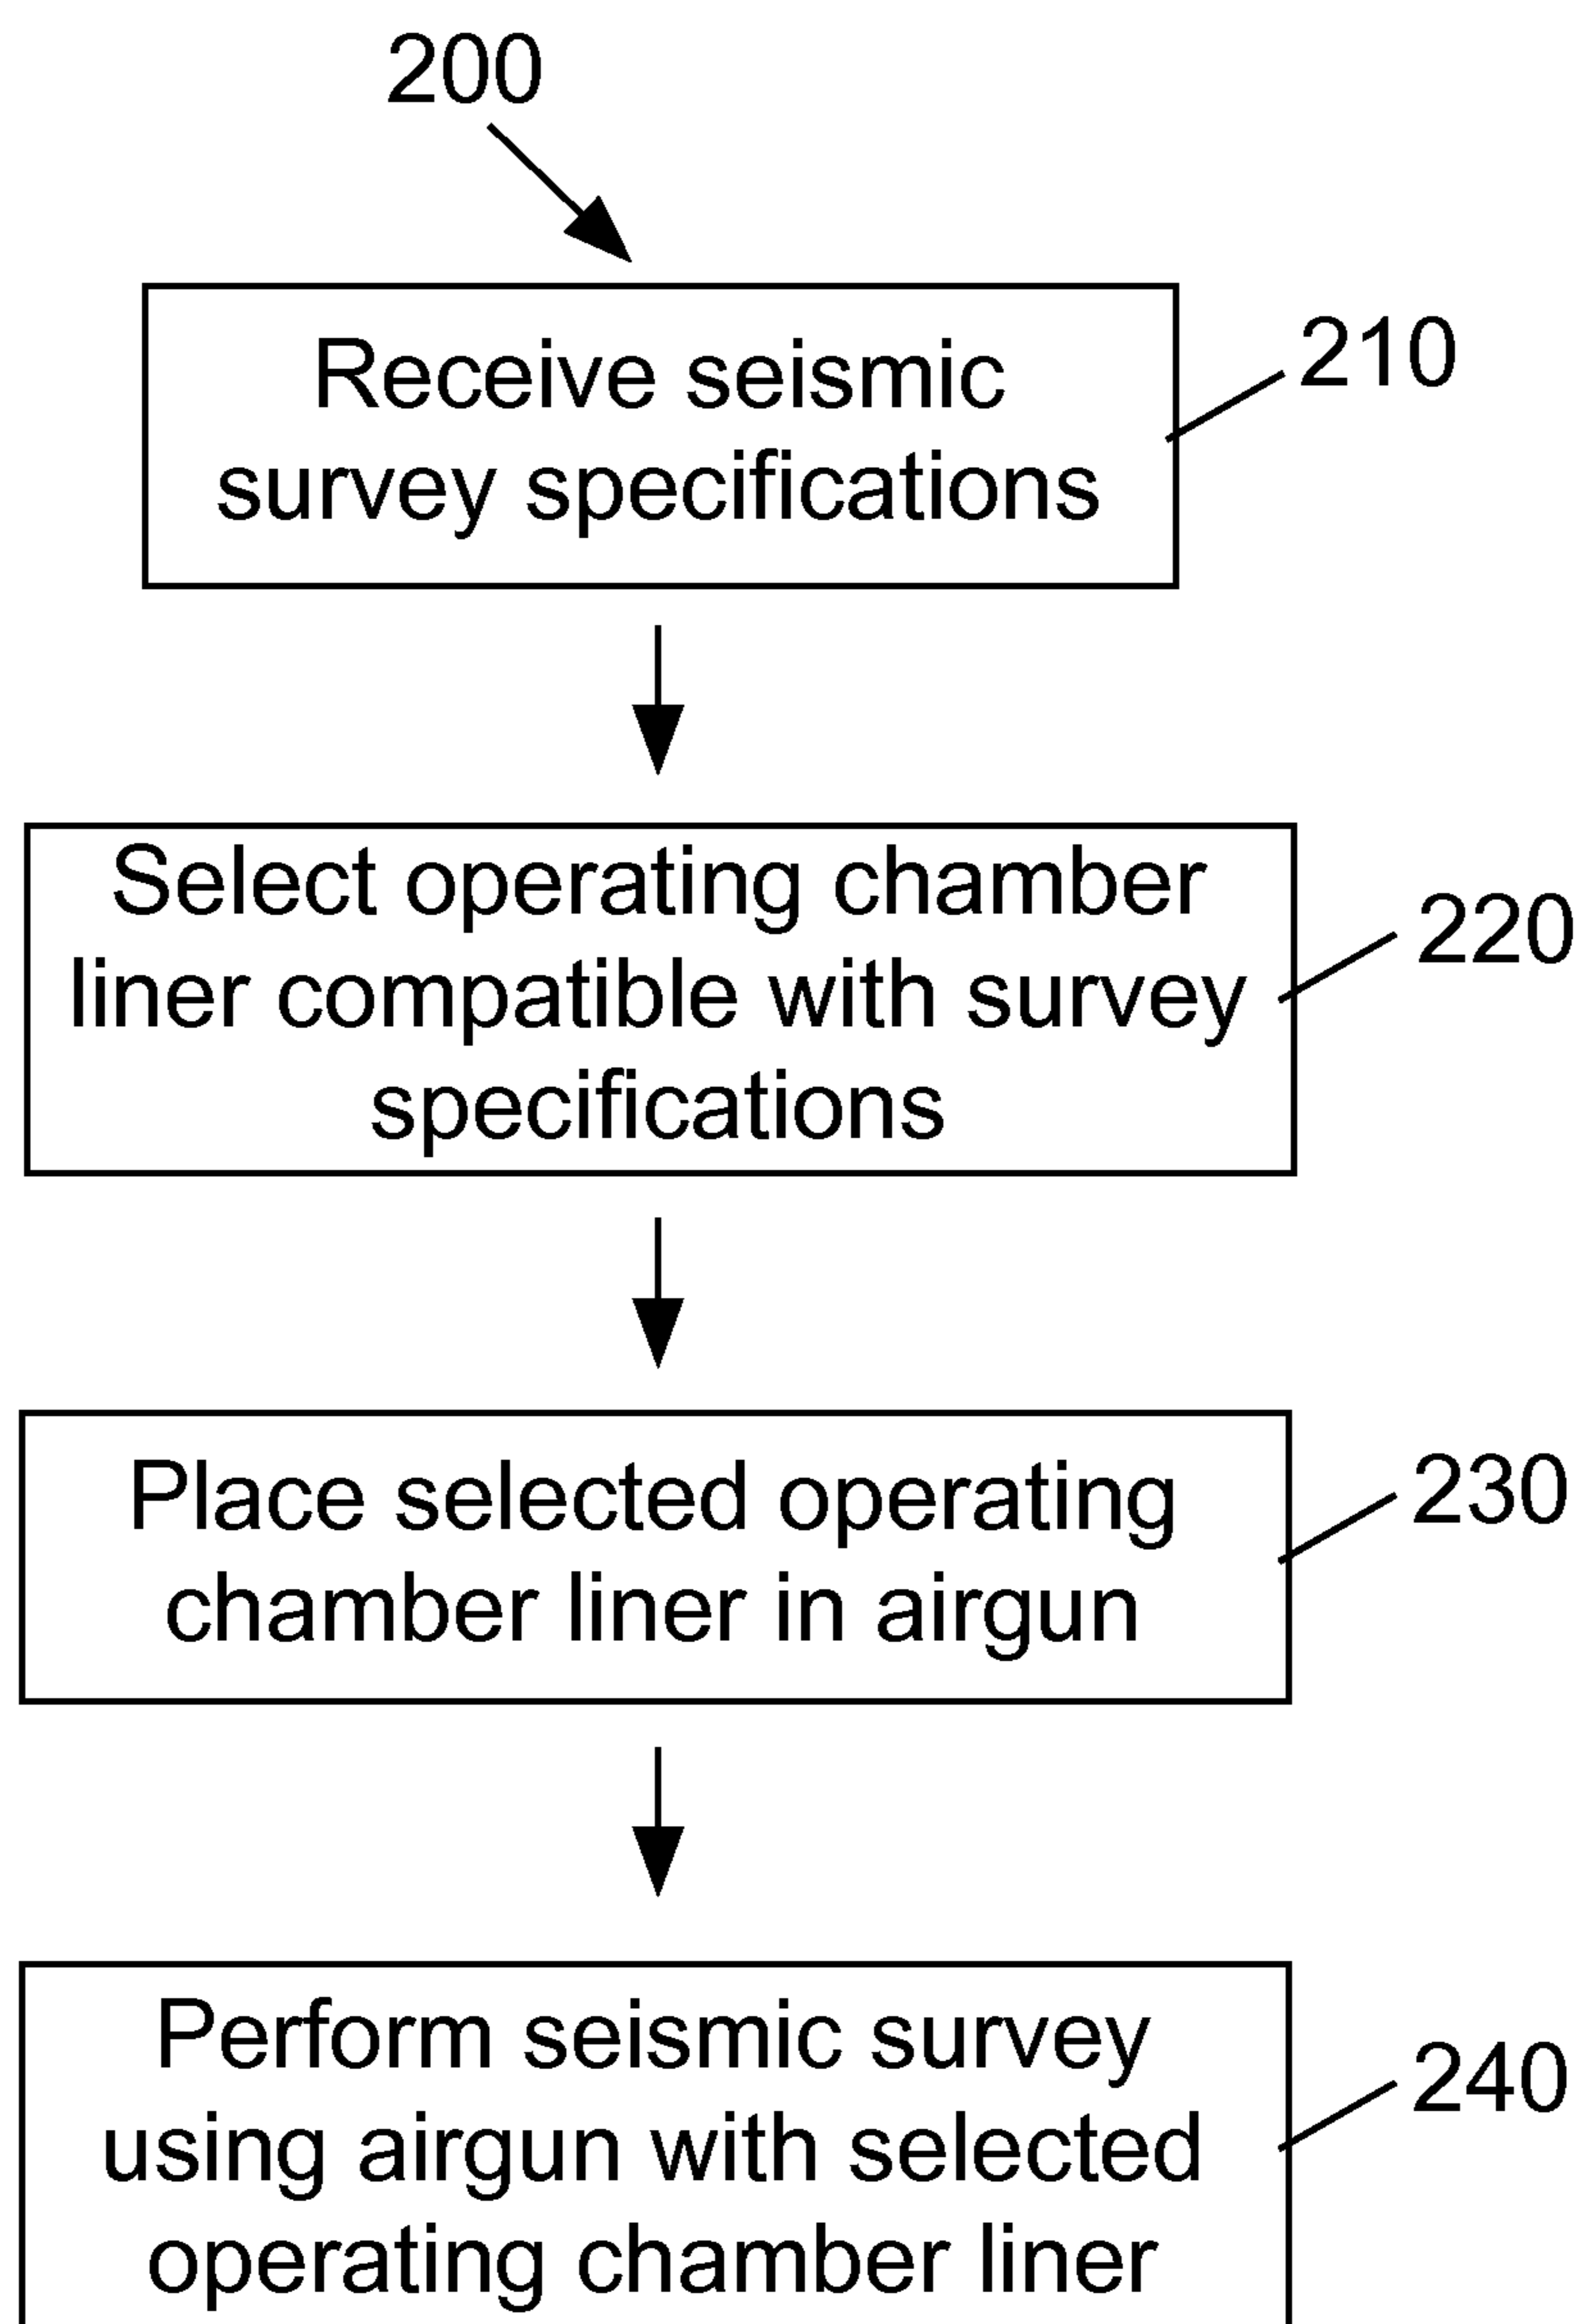 200
Receive seismic
survey specifications
210
Select operating chamber
liner compatible with survey
specifications
220
Place selected operating
chamber liner in airgun
230
Perform seismic survey
using airgun with selected
operating chamber liner
240